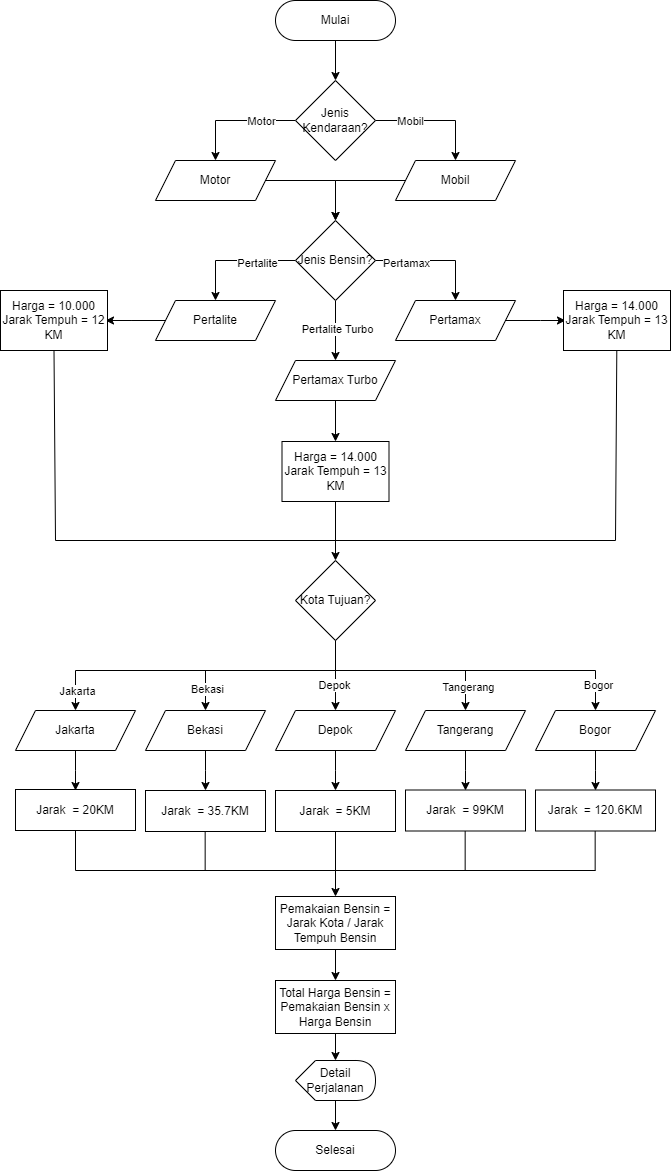 Mulai
Jenis
Kendaraan?
Motor
Mobil
Motor
Mobil
Jenis Bensin?
Pertalite
Pertamax
Harga = 10.000
Jarak Tempuh = 12
KM
Pertalite
Pertamax
Harga = 14.000
Jarak Tempuh = 13
KM
Pertalite Turbo
Pertamax Turbo
Harga = 14.000
Jarak Tempuh = 13
KM
Kota Tujuan?
Jakarta
Bekasi
Depok
Tangerang
Bogor
Jakarta
Bekasi
Depok
Tangerang
Bogor
Jarak = 20KM
Jarak = 35.7KM
Jarak = 5KM
Jarak = 99KM
Jarak = 120.6KM
Pemakaian Bensin =
Jarak Kota / Jarak
Tempuh Bensin
Total Harga Bensin =
Pemakaian Bensin x
Harga Bensin
Detail
Perjalanan
Selesai